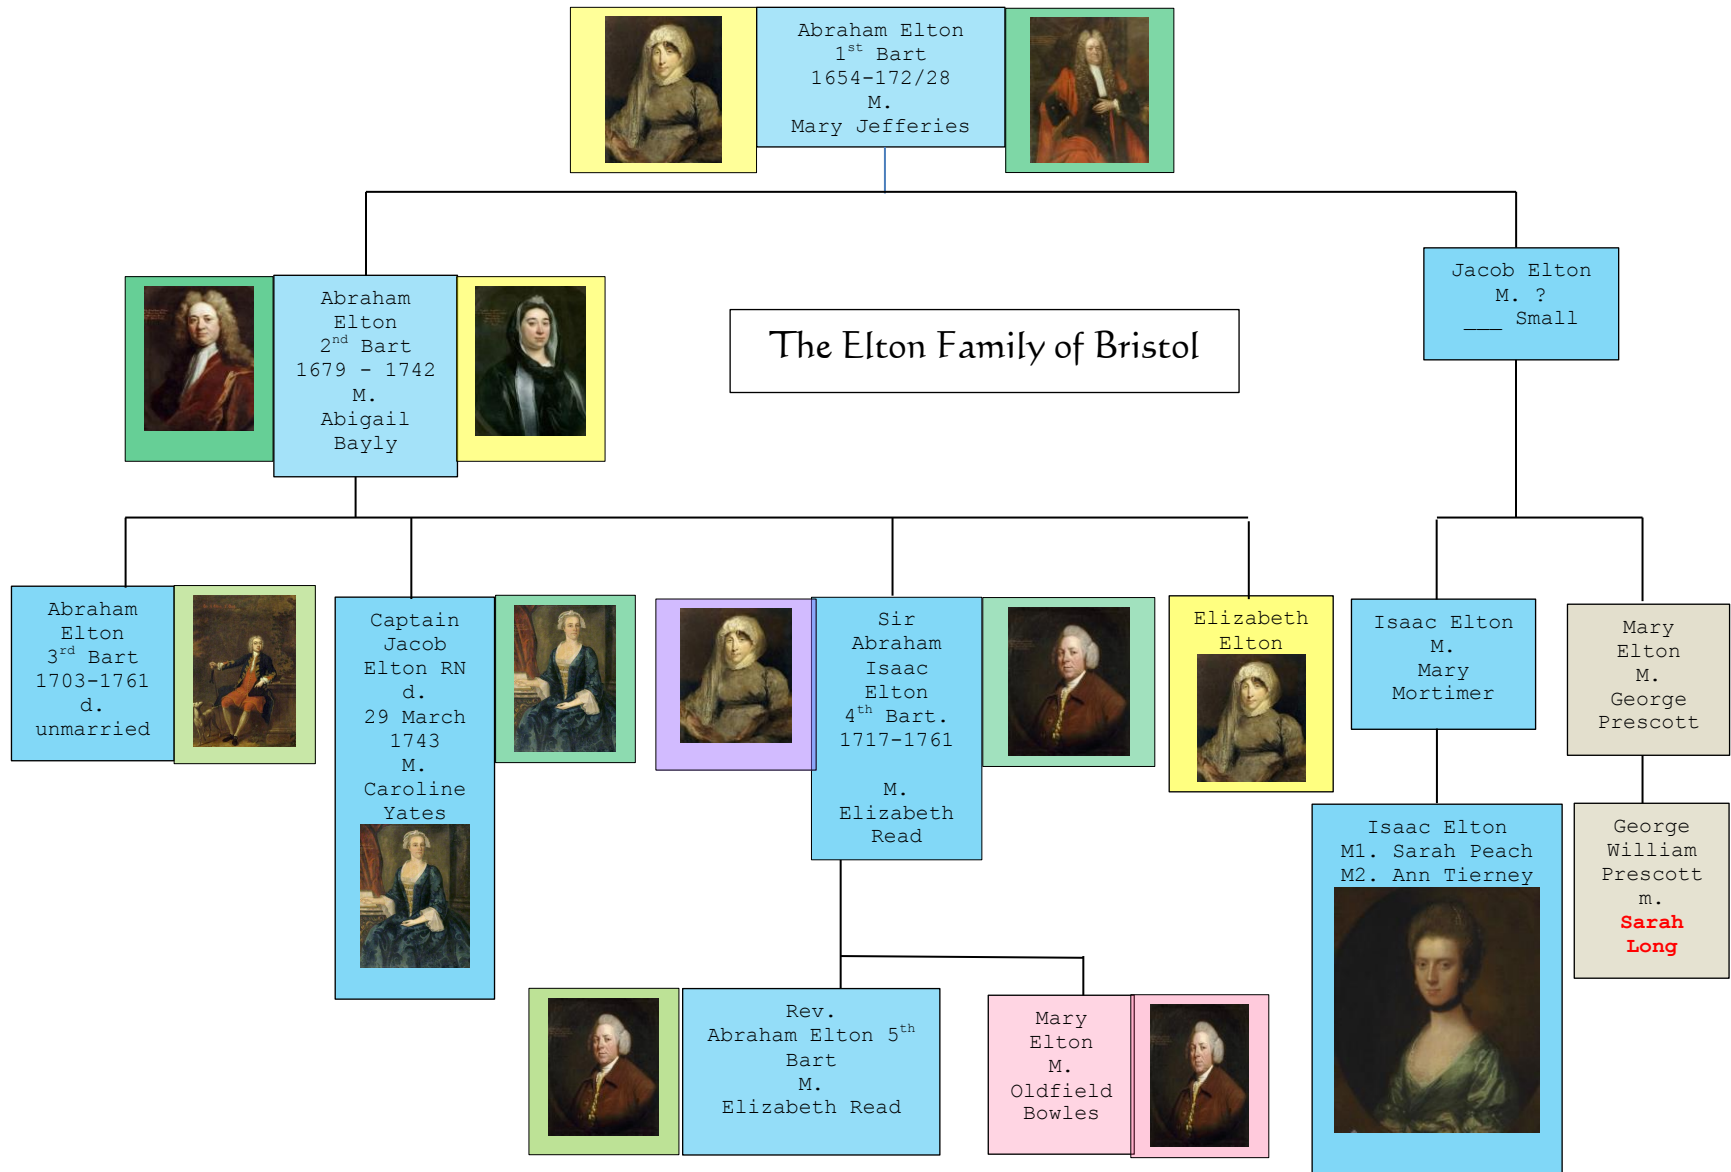 Abraham Elton
1st Bart
1654-172/28
M.
Mary Jefferies
Jacob Elton
M. ?
___ Small
Abraham
Elton
2nd Bart
1679 - 1742
M.
Abigail
Bayly
The Elton Family of Bristol
Abraham
Elton
3rd Bart
1703-1761
d.
unmarried
Captain
Jacob
Elton RN
d.
29 March
1743
M.
Caroline
Yates
Sir
Abraham
Isaac
Elton
4th Bart.
1717-1761
M.
Elizabeth
Read
Elizabeth
Elton
Isaac Elton
M.
Mary
Mortimer
Mary
Elton
M.
George
Prescott
Isaac Elton
M1. Sarah Peach
M2. Ann Tierney
George
William
Prescott
m.
Sarah
Long
Rev.
Abraham Elton 5th
Bart
M.
Elizabeth Read
Mary
Elton
M.
Oldfield
Bowles